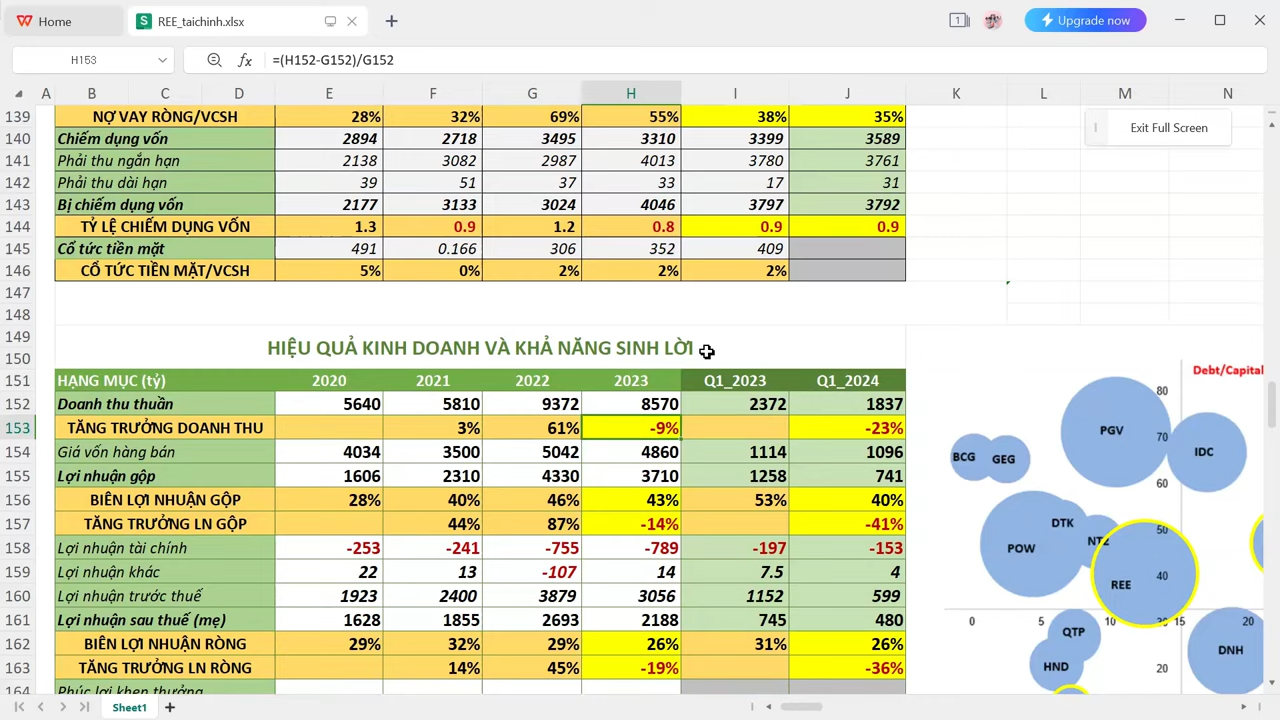 Home
REE_taichinh.xlsx
1
Upgrade now
H153
fx
=(H152-G152)/G152
A B C D E F G H I J K L M N
139 NỢ VAY RÒNG/VCSH 28% 32% 69% 55% 38% 35%
Exit Full Screen
140 Chiếm dụng vốn 2894 2718 3495 3310 3399 3589
141 Phải thu ngắn hạn 2138 3082 2987 4013 3780 3761
142 Phải thu dài hạn 39 51 37 33 17 31
143 Bị chiếm dụng vốn 2177 3133 3024 4046 3797 3792
144 TỶ LỆ CHIẾM DỤNG VỐN 1.3 0.9 1.2 0.8 0.9 0.9
145 Cổ tức tiền mặt 491 0.166 306 352 409
146 CỔ TỨC TIỀN MẶT/VCSH 5% 0% 2% 2% 2%
147
148
149
HIỆU QUẢ KINH DOANH VÀ KHẢ NĂNG SINH LỜI
150
151 HẠNG MỤC (tỷ) 2020 2021 2022 2023 Q1_2023 Q1_2024
152 Doanh thu thuần 5640 5810 9372 8570 2372 1837
153 TĂNG TRƯỞNG DOANH THU 3% 61% -9% -23%
154 Giá vốn hàng bán 4034 3500 5042 4860 1114 1096
155 Lợi nhuận gộp 1606 2310 4330 3710 1258 741
156 BIÊN LỢI NHUẬN GỘP 28% 40% 46% 43% 53% 40%
157 TĂNG TRƯỞNG LN GỘP 44% 87% -14% -41%
158 Lợi nhuận tài chính -253 -241 -755 -789 -197 -153
159 Lợi nhuận khác 22 13 -107 14 7.5 4
160 Lợi nhuận trước thuế 1923 2400 3879 3056 1152 599
161 Lợi nhuận sau thuế (mẹ) 1628 1855 2693 2188 745 480
162 BIÊN LỢI NHUẬN RÒNG 29% 32% 29% 26% 31% 26%
163 TĂNG TRƯỞNG LN RÒNG 14% 45% -19% -36%
164 Phúc lợi khen thưởng
Debt/Capital
80
PGV
70
BCG GEG IDC
60
DTK 50
POW
REE 40
0 5 10 15 20
QTP
DNH
HND 20
Sheet1